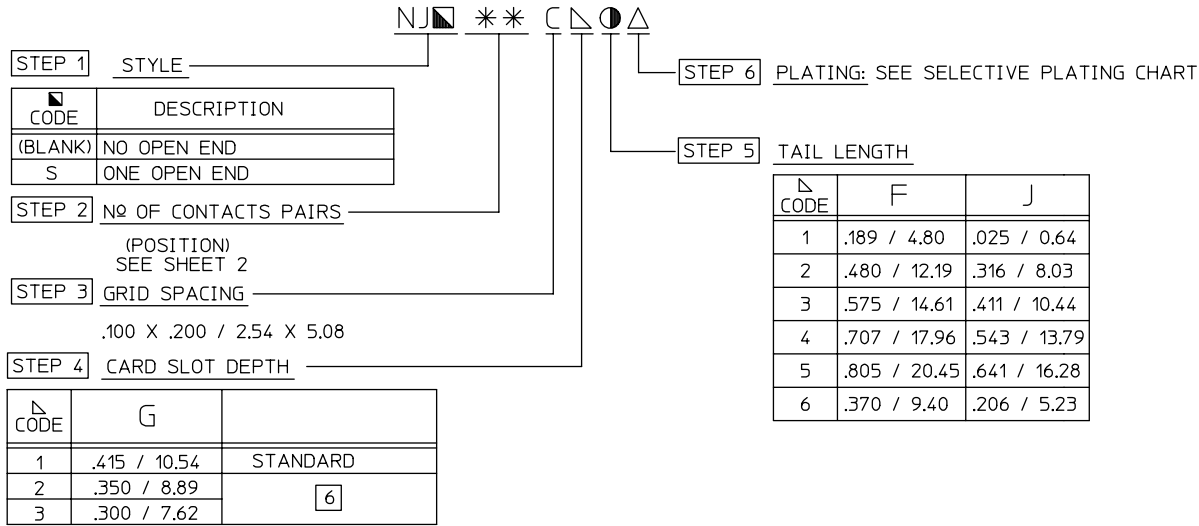 NJ ** C
STEP 1 STYLE
CODE DESCRIPTION
(BLANK) NO OPEN END
S ONE OPEN END
STEP 2 Nº OF CONTACTS PAIRS
(POSITION)
SEE SHEET 2
STEP 3 GRID SPACING
.100 X .200 / 2.54 X 5.08
STEP 4 CARD SLOT DEPTH
CODE G
1 .415 / 10.54 STANDARD
2 .350 / 8.89
6
3 .300 / 7.62
STEP 6 PLATING: SEE SELECTIVE PLATING CHART
STEP 5 TAIL LENGTH
CODE F J
1 .189 / 4.80 .025 / 0.64
2 .480 / 12.19 .316 / 8.03
3 .575 / 14.61 .411 / 10.44
4 .707 / 17.96 .543 / 13.79
5 .805 / 20.45 .641 / 16.28
6 .370 / 9.40 .206 / 5.23